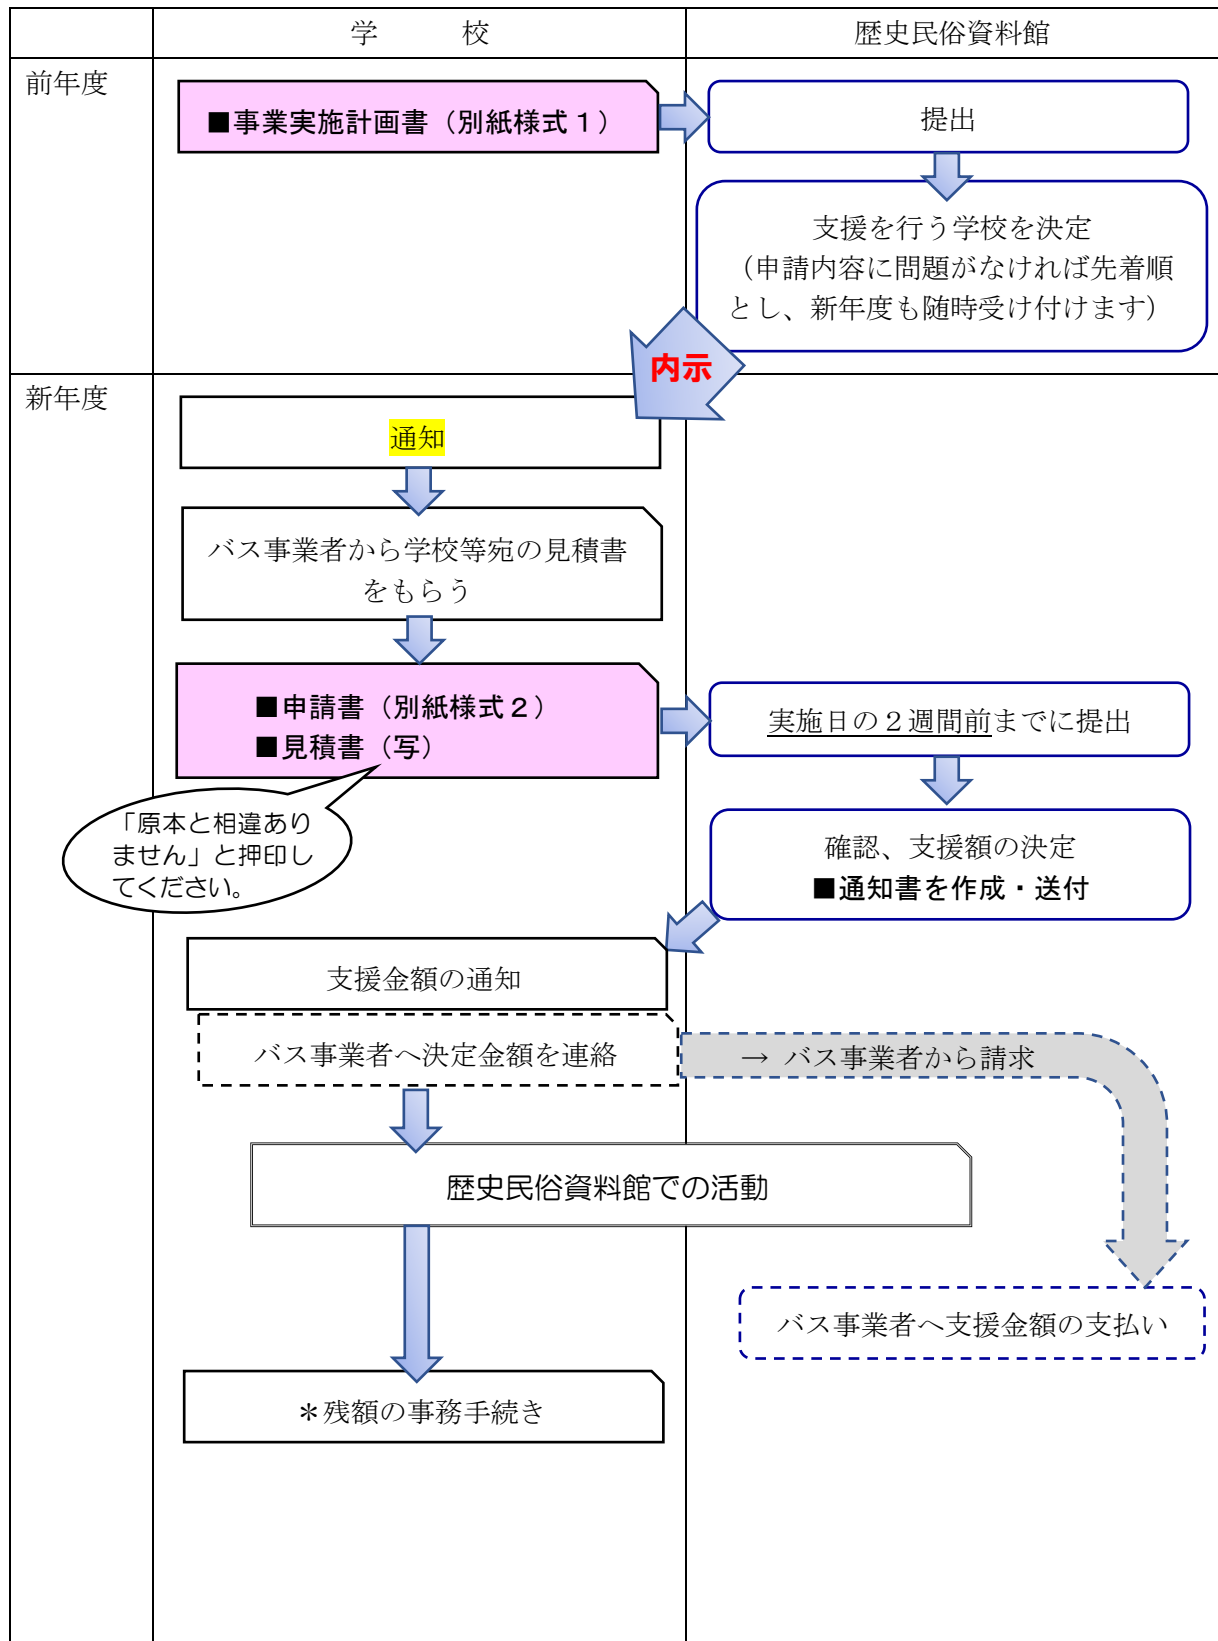 学　　　校
歴史民俗資料館
前年度
■事業実施計画書（別紙様式１）
提出
支援を行う学校を決定
（申請内容に問題がなければ先着順
とし、新年度も随時受け付けます）
内示
新年度
通知
バス事業者から学校等宛の見積書
をもらう
■申請書（別紙様式２）
■見積書（写）
実施日の２週間前までに提出
「原本と相違あり
ません」と押印し
てください。
確認、支援額の決定
■通知書を作成・送付
支援金額の通知
バス事業者へ決定金額を連絡
→ バス事業者から請求
歴史民俗資料館での活動
バス事業者へ支援金額の支払い
＊残額の事務手続き